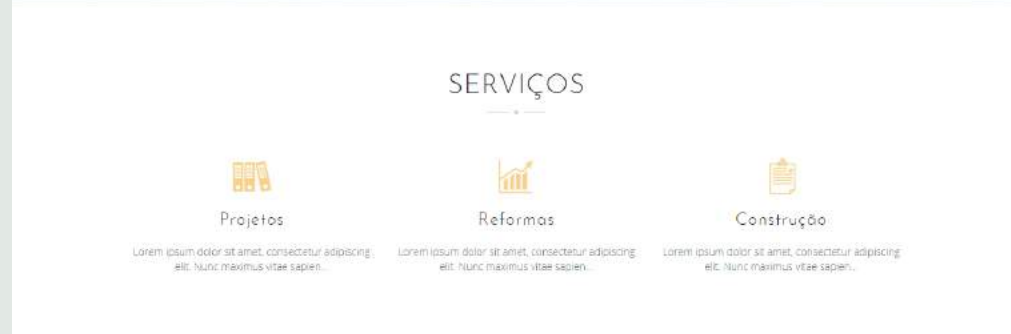 SERVIÇOS
Projetos
Lorem ipsum dolor sit amet, consectetur adipiscing
elit. Nunc maximus vitae sapien...
Reformas
Lorem ipsum dolor sit amet, consectetur adipiscing
elit. Nunc maximus vitae sapien...
Construção
Lorem ipsum dolor sit amet, consectetur adipiscing
elit. Nunc maximus vitae sapien...